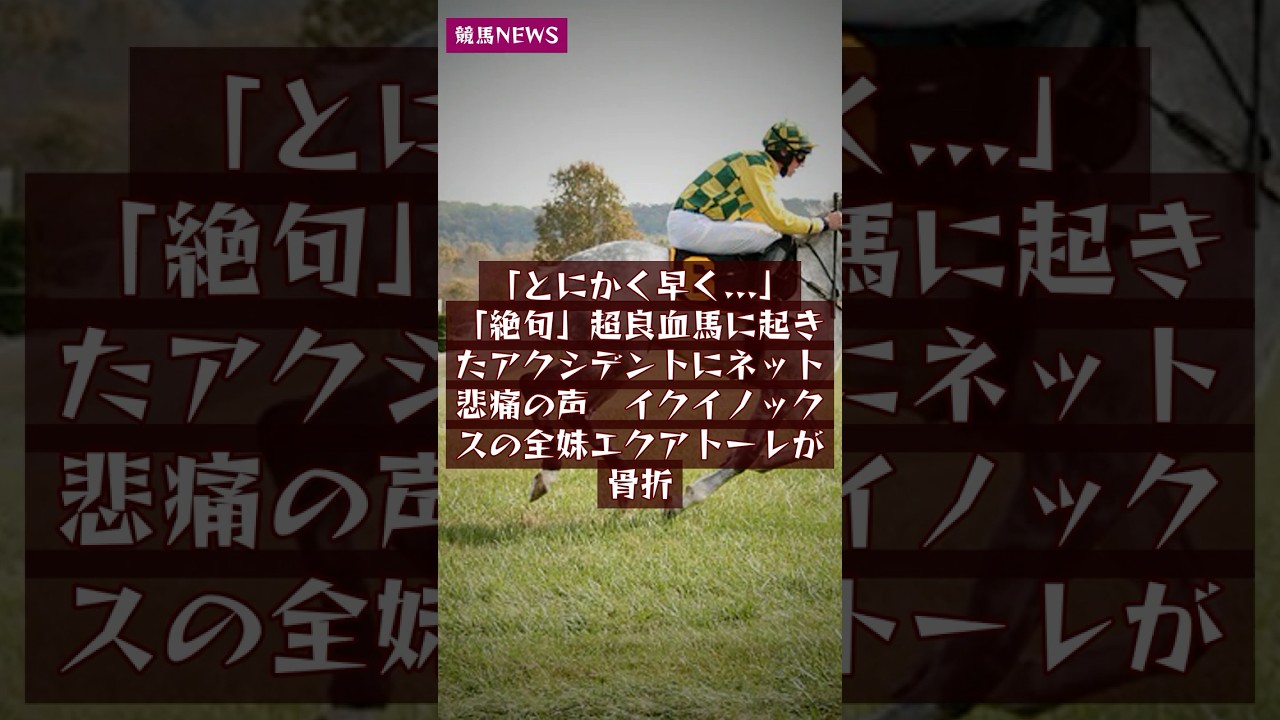 競馬NEWS
「とにかく早く...」
「絶句」超良血馬に起き
たアクシデントにネット
悲痛の声　イクイノック
スの全妹エクアトーレが
骨折